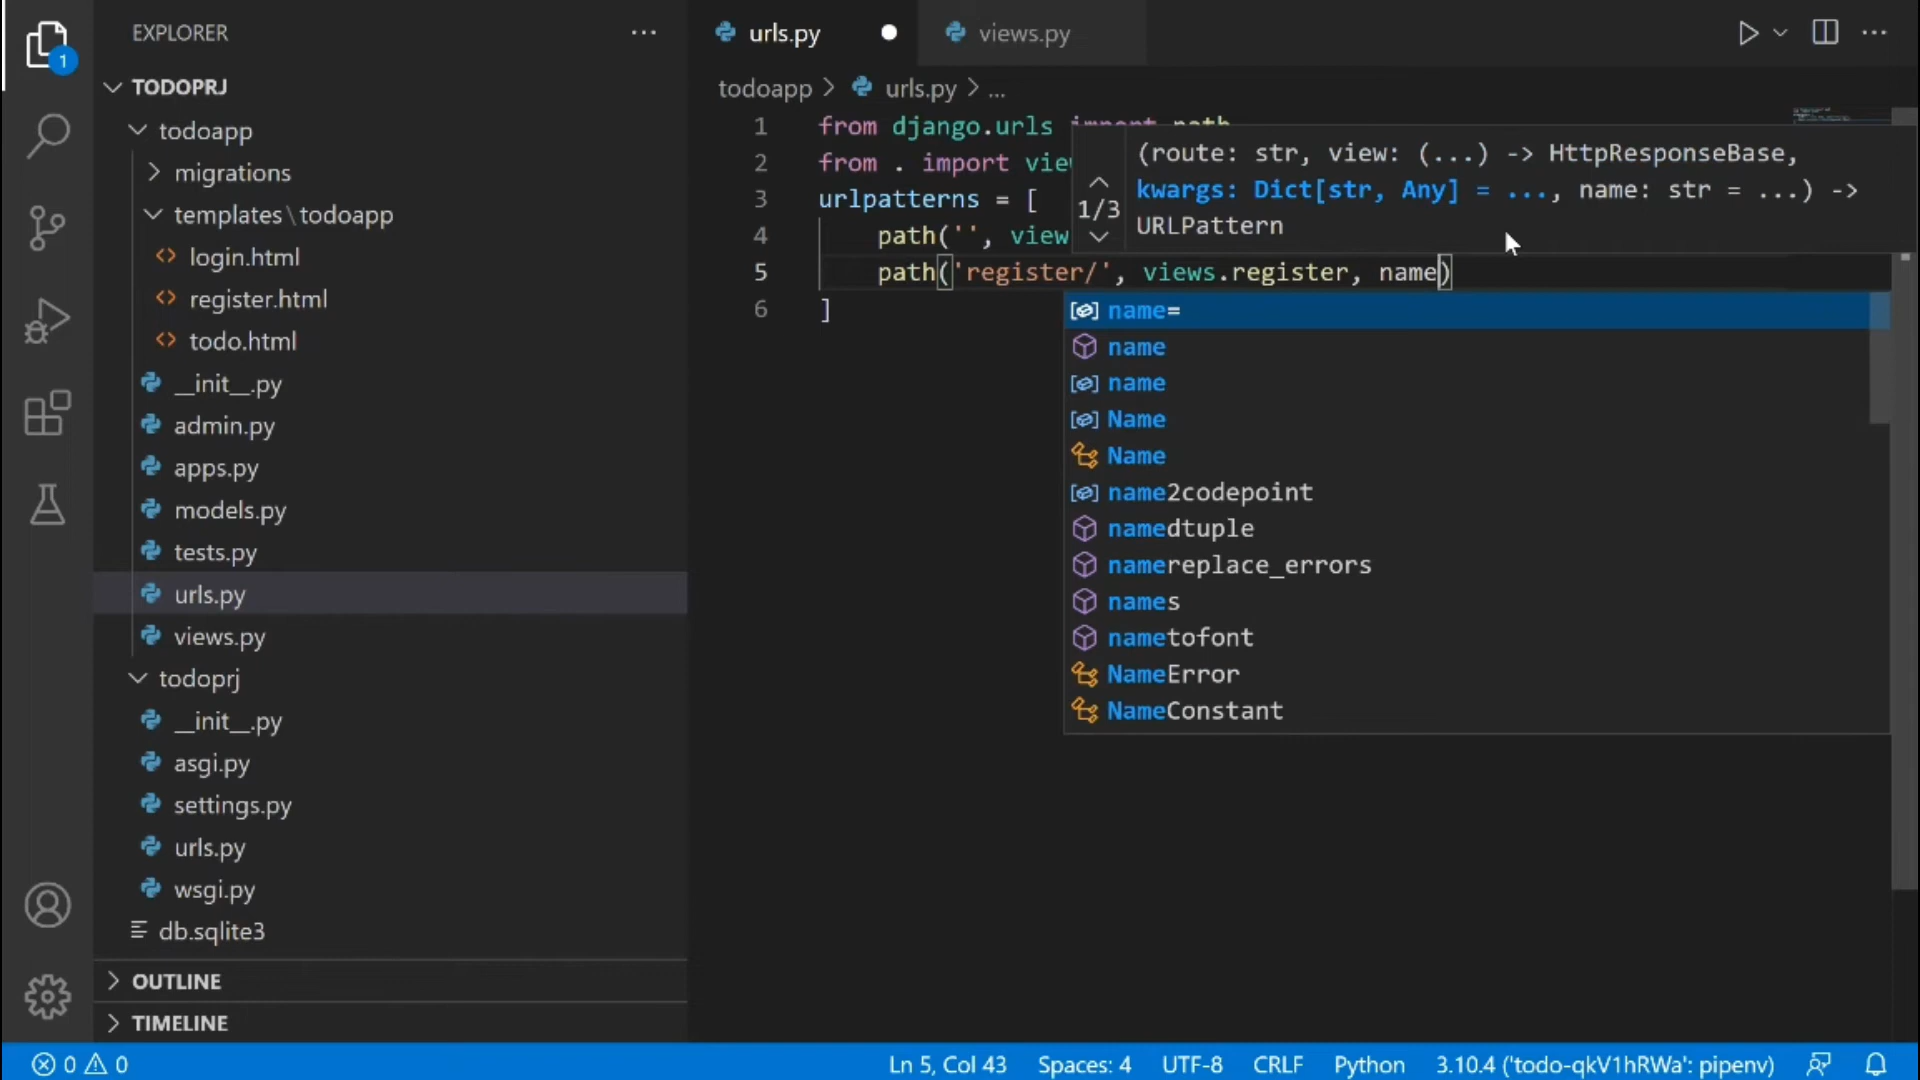 1
EXPLORER
...
TODOPRJ
todoapp
migrations
templates\todoapp
login.html
register.html
todo.html
__init__.py
admin.py
apps.py
models.py
tests.py
urls.py
views.py
todoprj
__init__.py
asgi.py
settings.py
urls.py
wsgi.py
db.sqlite3
OUTLINE
TIMELINE
urls.py
views.py
todoapp > urls.py > ...
1 from django.urls import path
2 from . import view
3 urlpatterns = [
4 path('', view
5 path('register/', views.register, name)
6 ]
1/3
(route: str, view: (...) -> HttpResponseBase,
kwargs: Dict[str, Any] = ..., name: str = ...) ->
URLPattern
name=
name
name
Name
Name
name2codepoint
namedtuple
namereplace_errors
names
nametofont
NameError
NameConstant
0 0
Ln 5, Col 43 Spaces: 4 UTF-8 CRLF Python 3.10.4 ('todo-qkV1hRWa': pipenv)